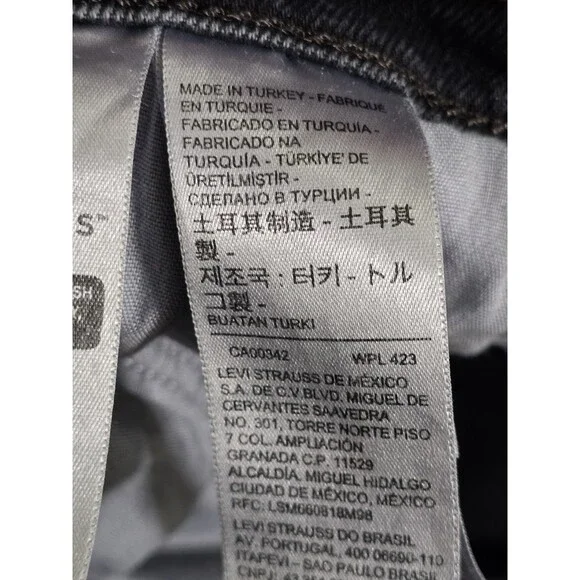 MADE IN TURKEY - FABRIQUE
EN TURQUIE -
FABRICADO EN TURQUIA -
FABRICADO NA
TURQUÍA - TÜRKİYE' DE
ÜRETİLMİŞTİR -
СДЕЛАНО В ТУРЦИИ -
土耳其制造 - 土耳其
製 -
제조국 : 터키 - トル
コ製 -
BUATAN TURKI
CA00342 WPL 423
LEVI STRAUSS DE MÉXICO
S.A. DE C.V.BLVD. MIGUEL DE
CERVANTES SAAVEDRA
NO. 301, TORRE NORTE PISO
7 COL. AMPLIACIÓN
GRANADA C.P. 11529
ALCALDÍA. MIGUEL HIDALGO
CIUDAD DE MÉXICO, MÉXICO
RFC: LSM660818M98
LEVI STRAUSS DO BRASIL
AV. PORTUGAL, 400 06690-110
ITAPEVI - SAO PAULO BRASIL
S™